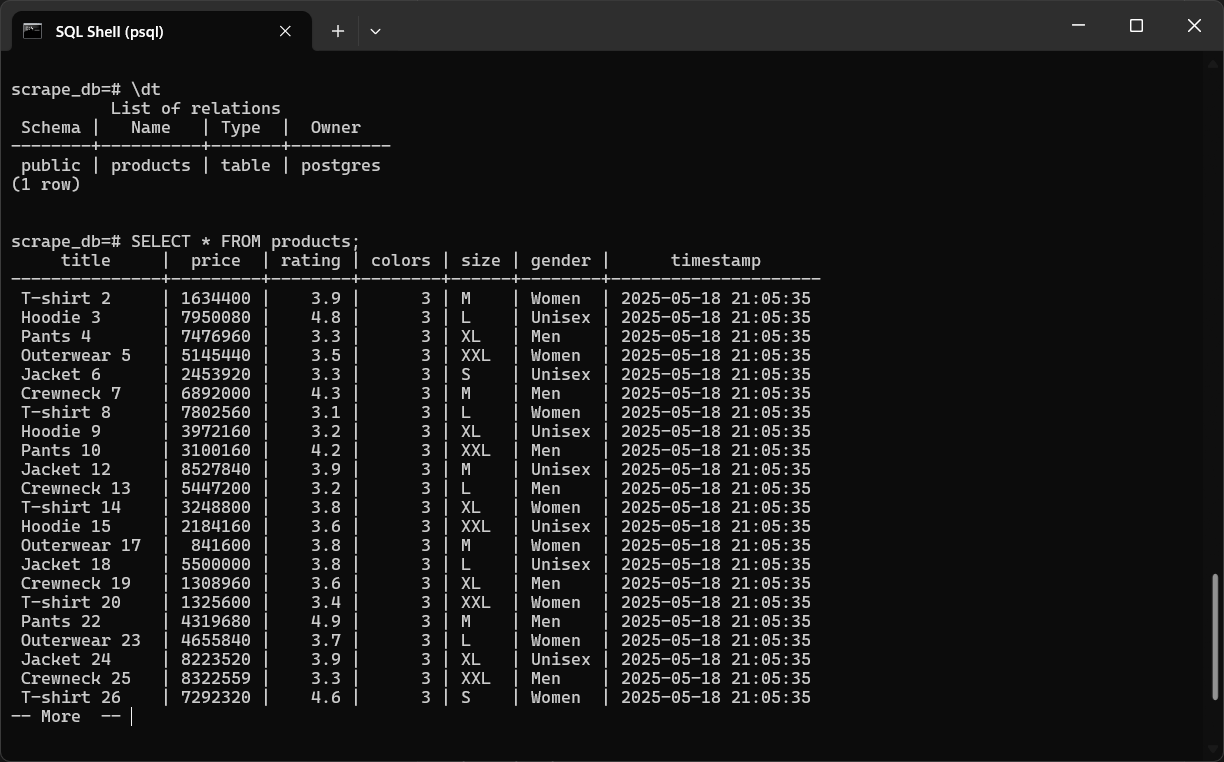 SQL Shell (psql)
scrape_db=# \dt
          List of relations
 Schema |   Name   | Type  |  Owner
--------+----------+-------+----------
 public | products | table | postgres
(1 row)
scrape_db=# SELECT * FROM products;
     title     |  price  | rating | colors | size | gender |      timestamp
---------------+---------+--------+--------+------+--------+---------------------
 T-shirt 2     | 1634400 |    3.9 |      3 | M    | Women  | 2025-05-18 21:05:35
 Hoodie 3      | 7950080 |    4.8 |      3 | L    | Unisex | 2025-05-18 21:05:35
 Pants 4       | 7476960 |    3.3 |      3 | XL   | Men    | 2025-05-18 21:05:35
 Outerwear 5   | 5145440 |    3.5 |      3 | XXL  | Women  | 2025-05-18 21:05:35
 Jacket 6      | 2453920 |    3.3 |      3 | S    | Unisex | 2025-05-18 21:05:35
 Crewneck 7    | 6892000 |    4.3 |      3 | M    | Men    | 2025-05-18 21:05:35
 T-shirt 8     | 7802560 |    3.1 |      3 | L    | Women  | 2025-05-18 21:05:35
 Hoodie 9      | 3972160 |    3.2 |      3 | XL   | Unisex | 2025-05-18 21:05:35
 Pants 10      | 3100160 |    4.2 |      3 | XXL  | Men    | 2025-05-18 21:05:35
 Jacket 12     | 8527840 |    3.9 |      3 | M    | Unisex | 2025-05-18 21:05:35
 Crewneck 13   | 5447200 |    3.2 |      3 | L    | Men    | 2025-05-18 21:05:35
 T-shirt 14    | 3248800 |    3.8 |      3 | XL   | Women  | 2025-05-18 21:05:35
 Hoodie 15     | 2184160 |    3.6 |      3 | XXL  | Unisex | 2025-05-18 21:05:35
 Outerwear 17  |  841600 |    3.8 |      3 | M    | Women  | 2025-05-18 21:05:35
 Jacket 18     | 5500000 |    3.8 |      3 | L    | Unisex | 2025-05-18 21:05:35
 Crewneck 19   | 1308960 |    3.6 |      3 | XL   | Men    | 2025-05-18 21:05:35
 T-shirt 20    | 1325600 |    3.4 |      3 | XXL  | Women  | 2025-05-18 21:05:35
 Pants 22      | 4319680 |    4.9 |      3 | M    | Men    | 2025-05-18 21:05:35
 Outerwear 23  | 4655840 |    3.7 |      3 | L    | Women  | 2025-05-18 21:05:35
 Jacket 24     | 8223520 |    3.9 |      3 | XL   | Unisex | 2025-05-18 21:05:35
 Crewneck 25   | 8322559 |    3.3 |      3 | XXL  | Men    | 2025-05-18 21:05:35
 T-shirt 26    | 7292320 |    4.6 |      3 | S    | Women  | 2025-05-18 21:05:35
-- More  --